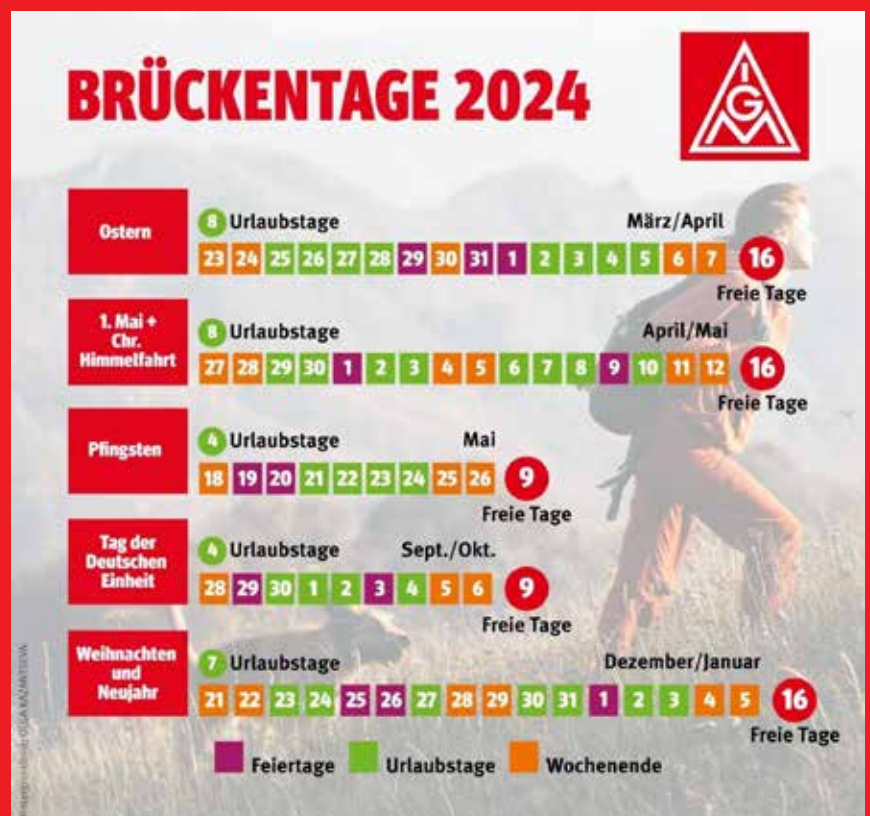 BRÜCKENTAGE 2024
IGM
Ostern
8 Urlaubstage März/April
23 24 25 26 27 28 29 30 31 1 2 3 4 5 6 7 16
Freie Tage
1. Mai +
Chr.
Himmelfahrt
8 Urlaubstage April/Mai
27 28 29 30 1 2 3 4 5 6 7 8 9 10 11 12 16
Freie Tage
Pfingsten
4 Urlaubstage Mai
18 19 20 21 22 23 24 25 26 9
Freie Tage
Tag der
Deutschen
Einheit
4 Urlaubstage Sept./Okt.
28 29 30 1 2 3 4 5 6 9
Freie Tage
Weihnachten
und
Neujahr
7 Urlaubstage Dezember/Januar
21 22 23 24 25 26 27 28 29 30 31 1 2 3 4 5 16
Freie Tage
Feiertage Urlaubstage Wochenende
OLGA KAZANTSEVA